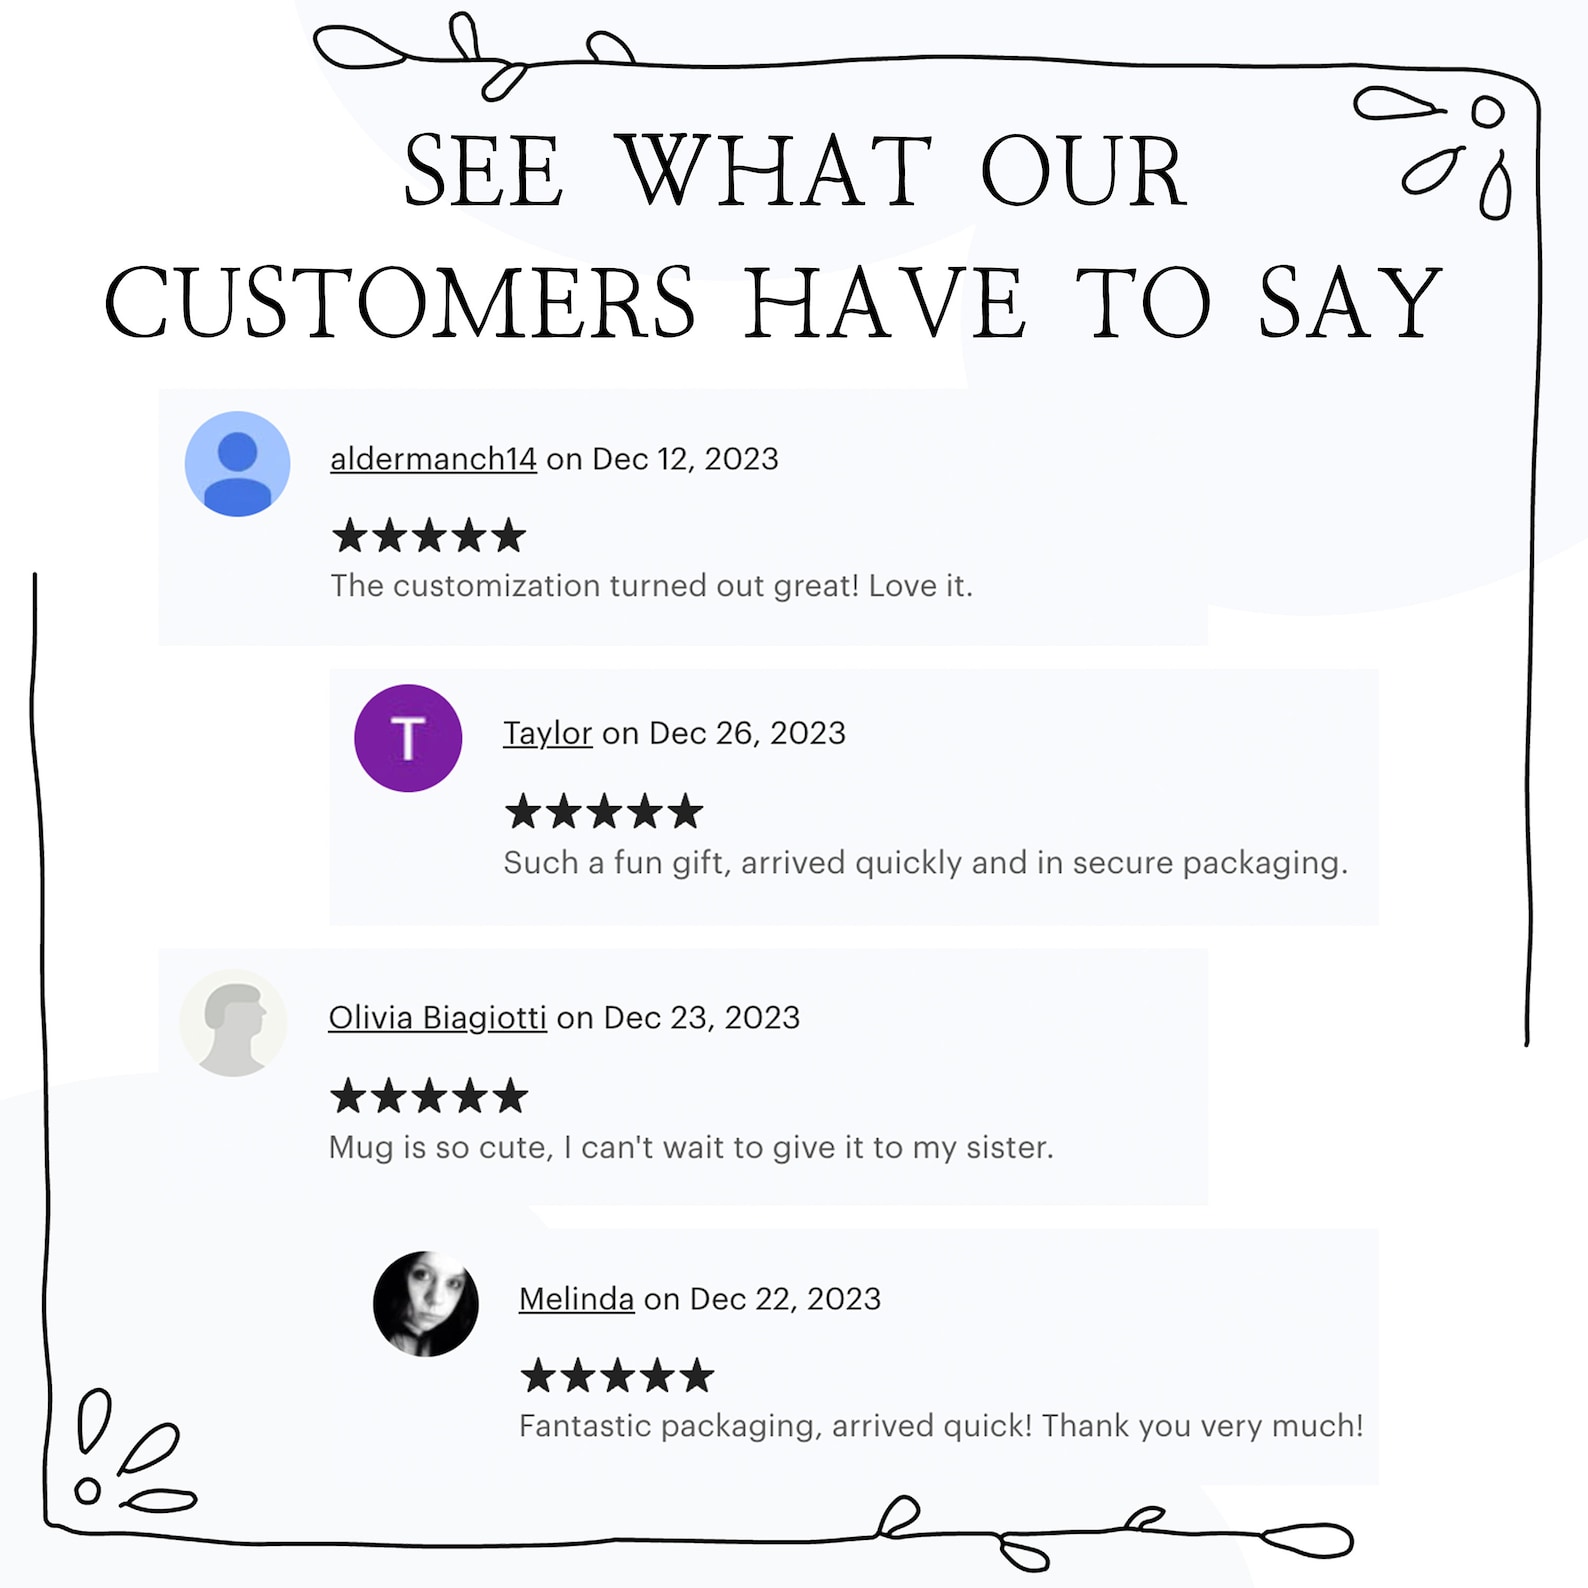 SEE WHAT OUR
CUSTOMERS HAVE TO SAY
aldermanch14 on Dec 12, 2023
★★★★★
The customization turned out great! Love it.
T
Taylor on Dec 26, 2023
★★★★★
Such a fun gift, arrived quickly and in secure packaging.
Olivia Biagiotti on Dec 23, 2023
★★★★★
Mug is so cute, I can't wait to give it to my sister.
Melinda on Dec 22, 2023
★★★★★
Fantastic packaging, arrived quick! Thank you very much!